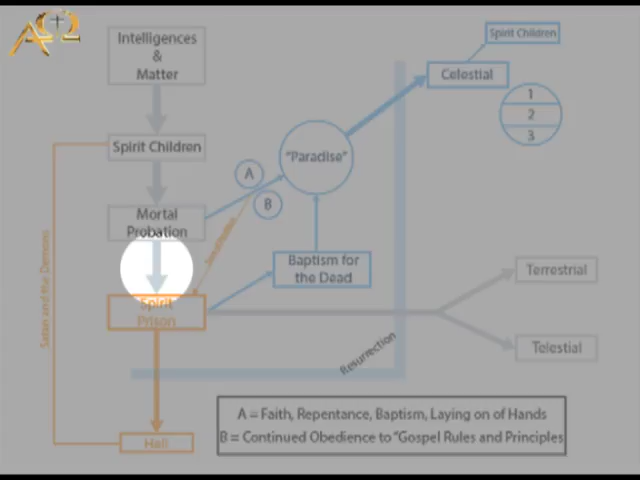 ΑΩ
Intelligences
&
Matter
Spirit Children
Celestial
Spirit Children
1
2
3
"Paradise"
A
B
Mortal
Probation
Baptism for
the Dead
Spirit
Prison
Satan and the Demons
Terrestrial
Telestial
Resurrection
Hell
A = Faith, Repentance, Baptism, Laying on of Hands
B = Continued Obedience to "Gospel Rules and Principles